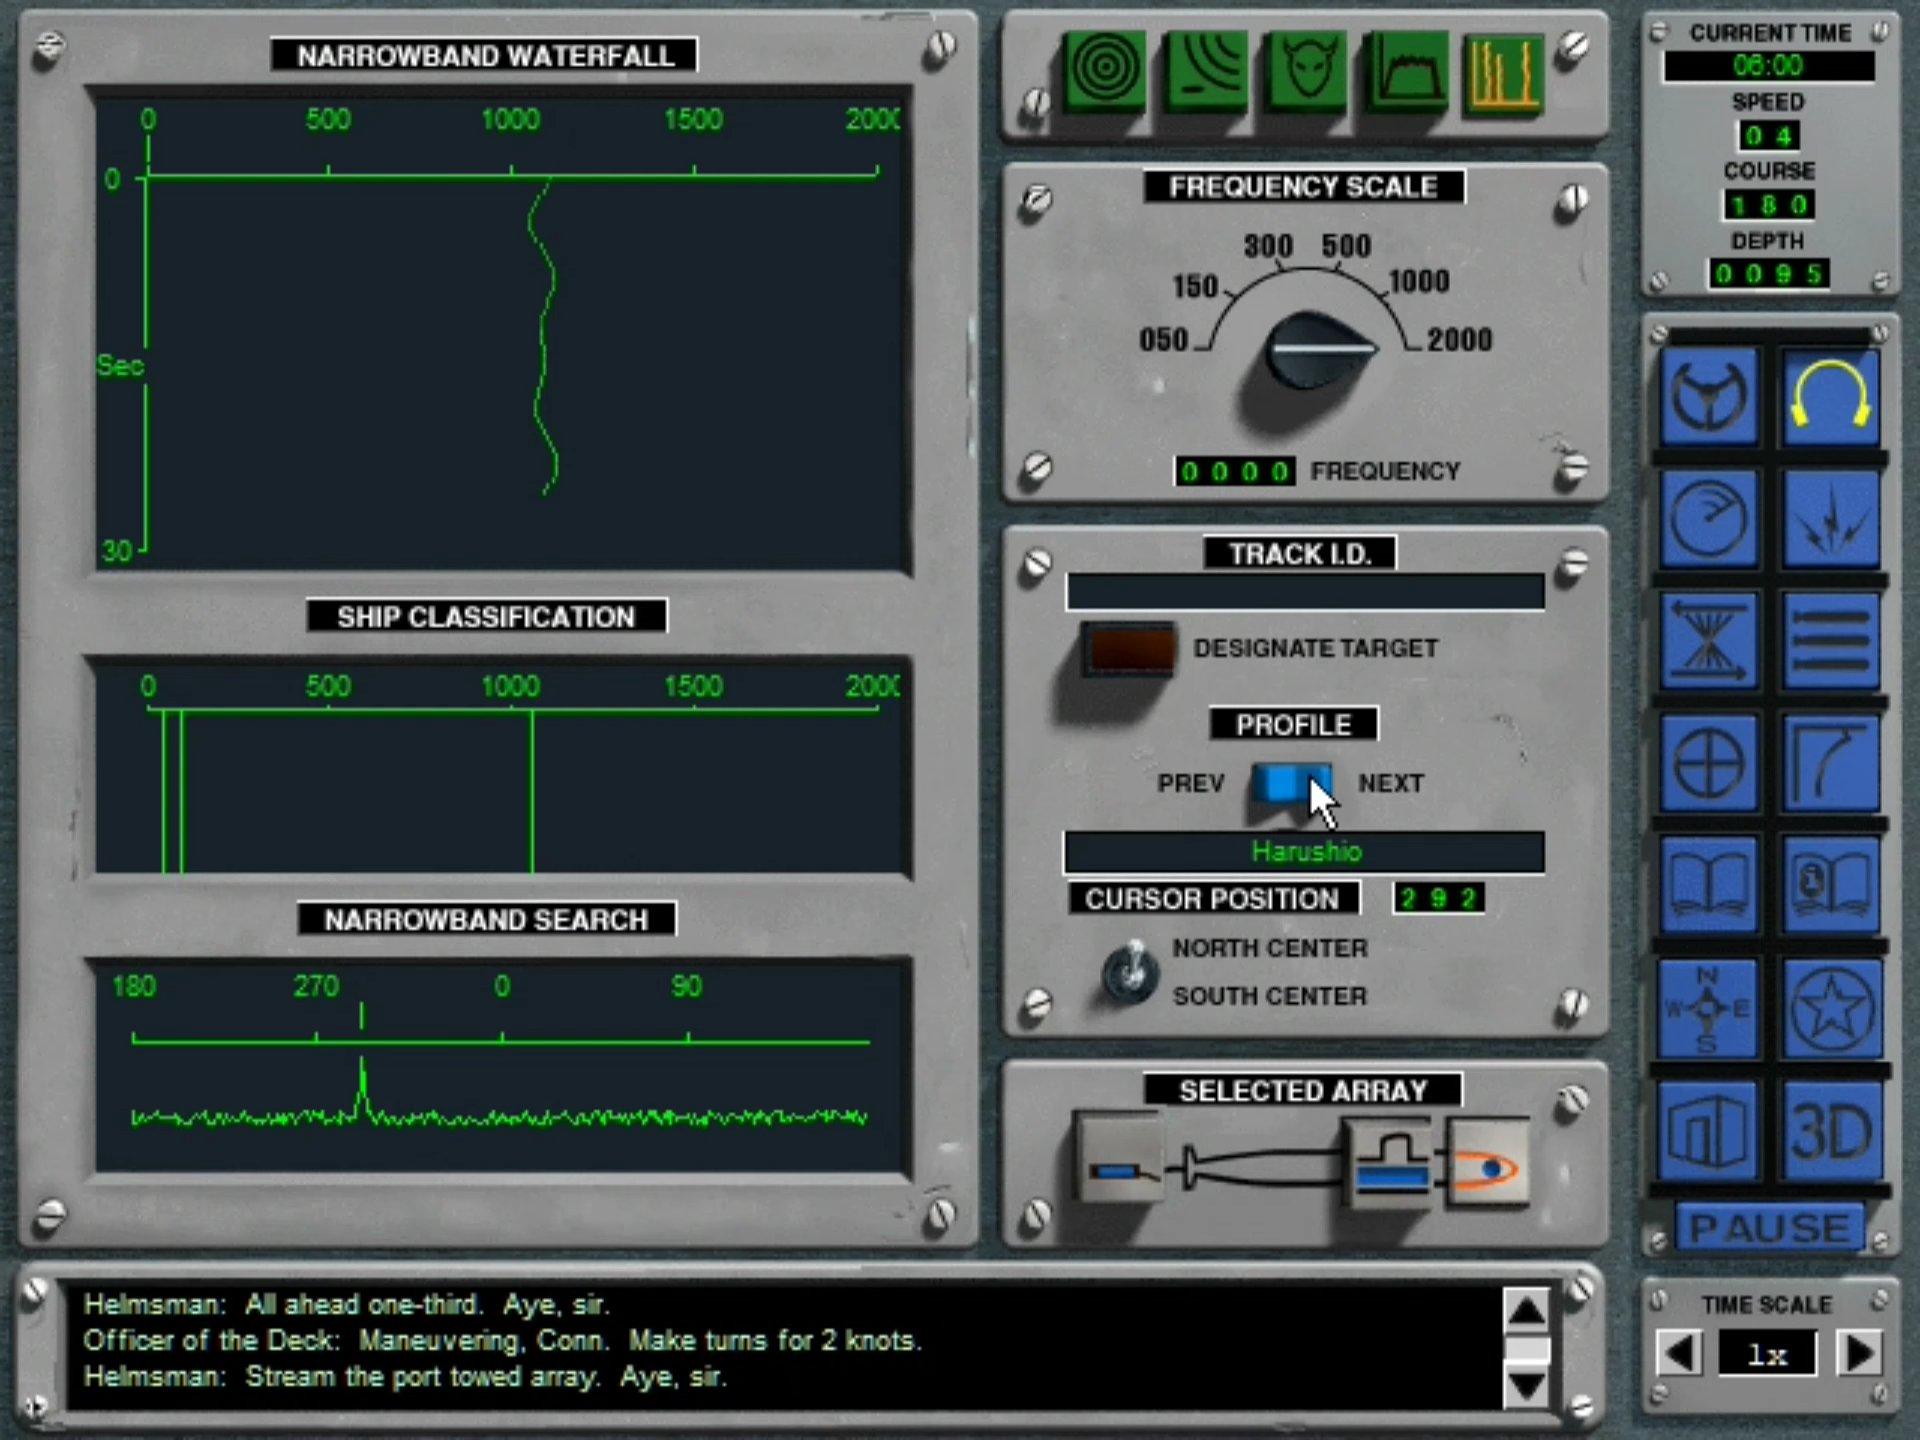 NARROWBAND WATERFALL
0 500 1000 1500 2000
0
Sec
30
SHIP CLASSIFICATION
0 500 1000 1500 2000
NARROWBAND SEARCH
180 270 0 90
FREQUENCY SCALE
300 500
150 1000
050 2000
0000 FREQUENCY
TRACK I.D.
DESIGNATE TARGET
PROFILE
PREV NEXT
Harushio
CURSOR POSITION 292
NORTH CENTER
SOUTH CENTER
SELECTED ARRAY
CURRENT TIME
06:00
SPEED
04
COURSE
180
DEPTH
0095
N
W E
S
3D
PAUSE
TIME SCALE
1x
Helmsman: All ahead one-third. Aye, sir.
Officer of the Deck: Maneuvering, Conn. Make turns for 2 knots.
Helmsman: Stream the port towed array. Aye, sir.